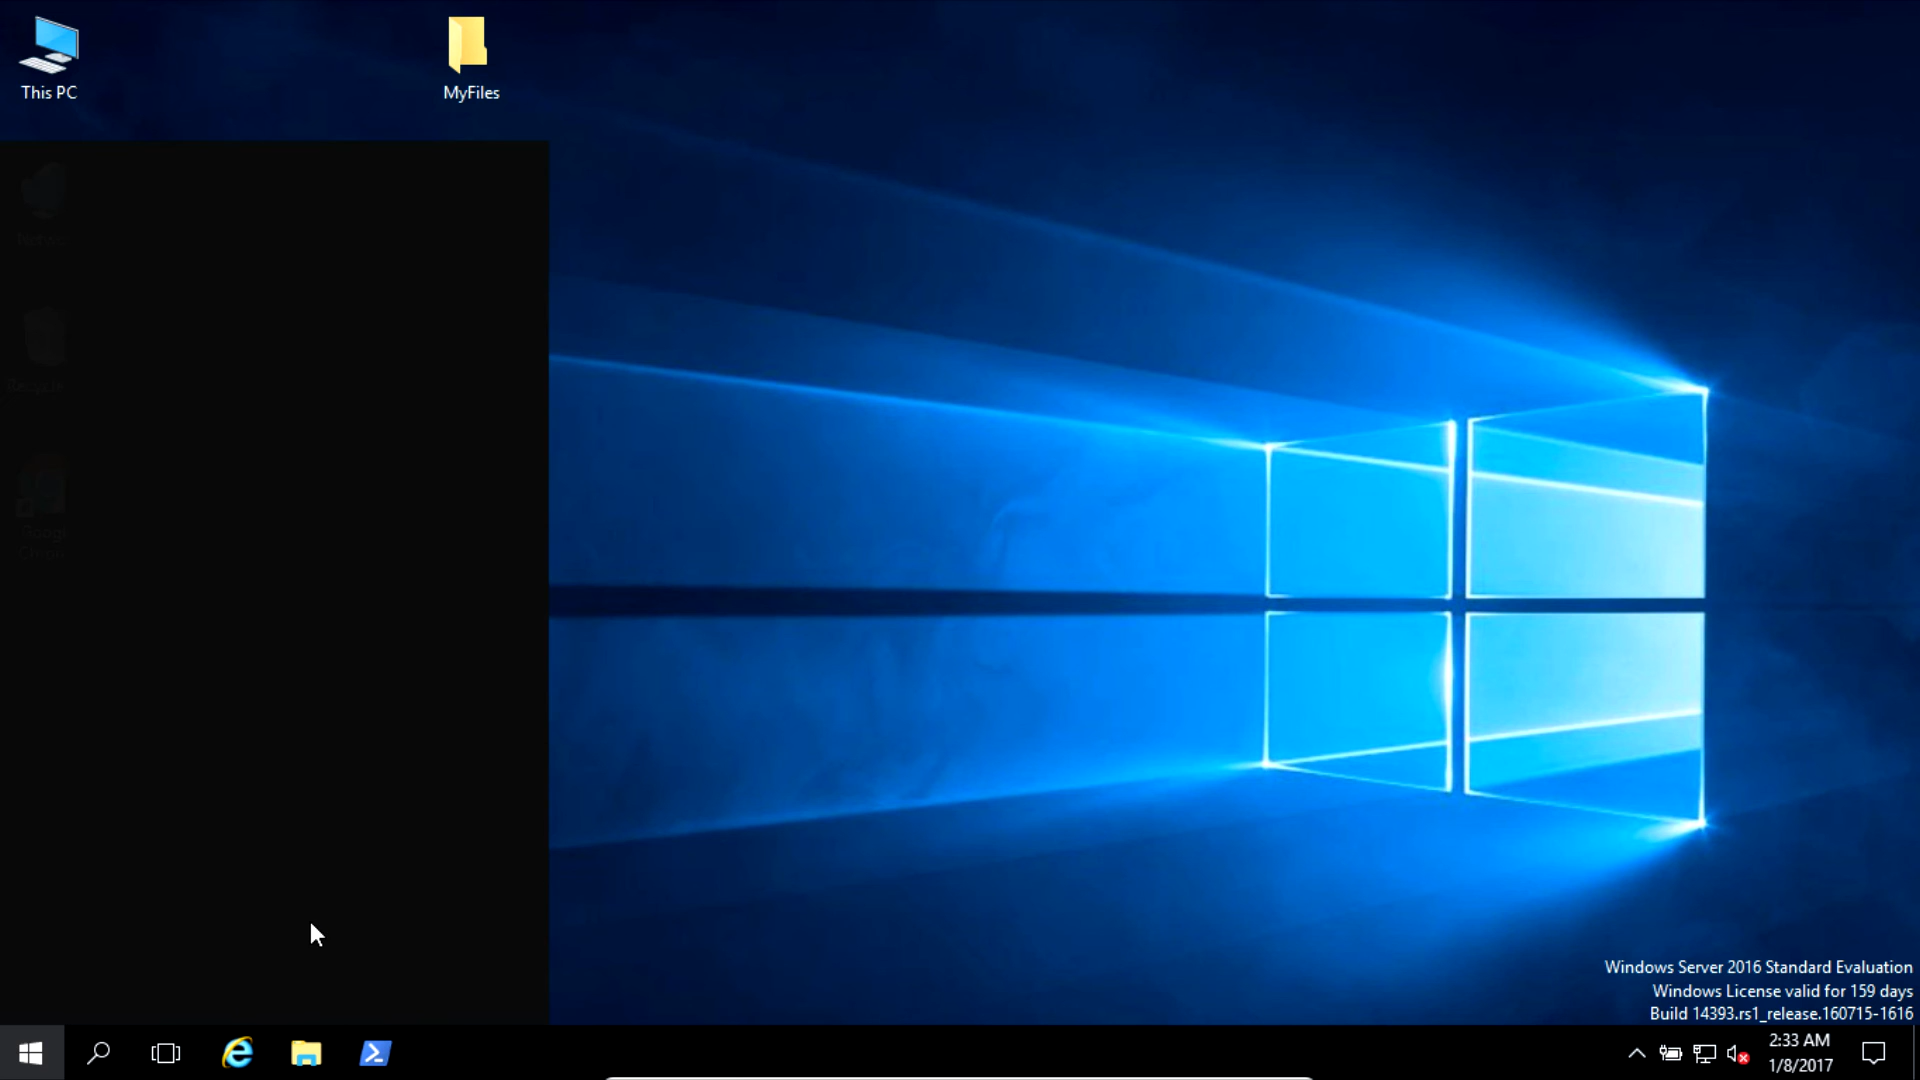 This PC
MyFiles
Windows Server 2016 Standard Evaluation
Windows License valid for 159 days
Build 14393.rs1_release.160715-1616
2:33 AM
1/8/2017